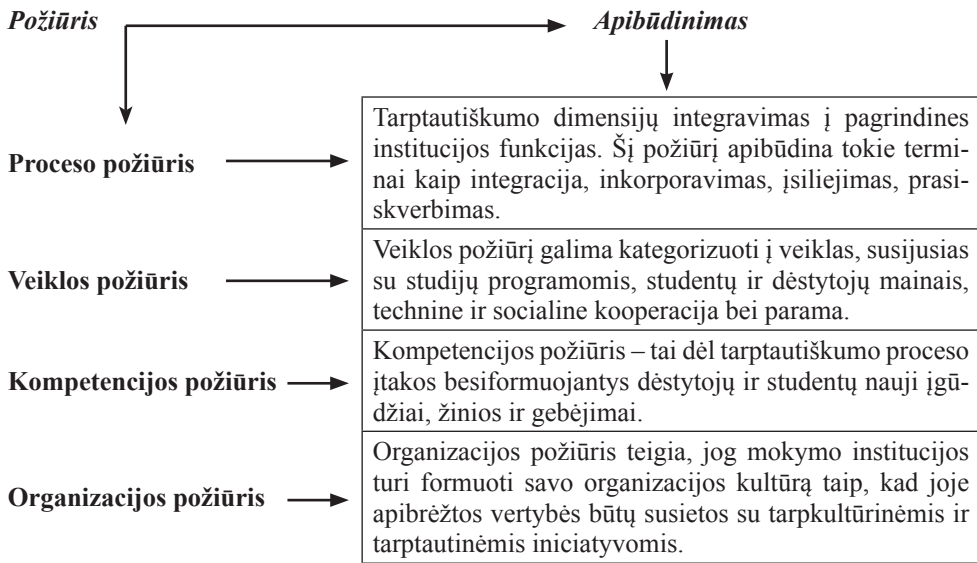 Požiūris
Apibūdinimas
Proceso požiūris
Tarptautiškumo dimensijų integravimas į pagrindines
institucijos funkcijas. Šį požiūrį apibūdina tokie termi-
nai kaip integracija, inkorporavimas, įsiliejimas, prasi-
skverbimas.
Veiklos požiūris
Veiklos požiūrį galima kategorizuoti į veiklas, susijusias
su studijų programomis, studentų ir dėstytojų mainais,
technine ir socialine kooperacija bei parama.
Kompetencijos požiūris
Kompetencijos požiūris – tai dėl tarptautiškumo proceso
įtakos besiformuojantys dėstytojų ir studentų nauji įgū-
džiai, žinios ir gebėjimai.
Organizacijos požiūris
Organizacijos požiūris teigia, jog mokymo institucijos
turi formuoti savo organizacijos kultūrą taip, kad joje
apibrėžtos vertybės būtų susietos su tarpkultūrinėmis ir
tarptautinėmis iniciatyvomis.